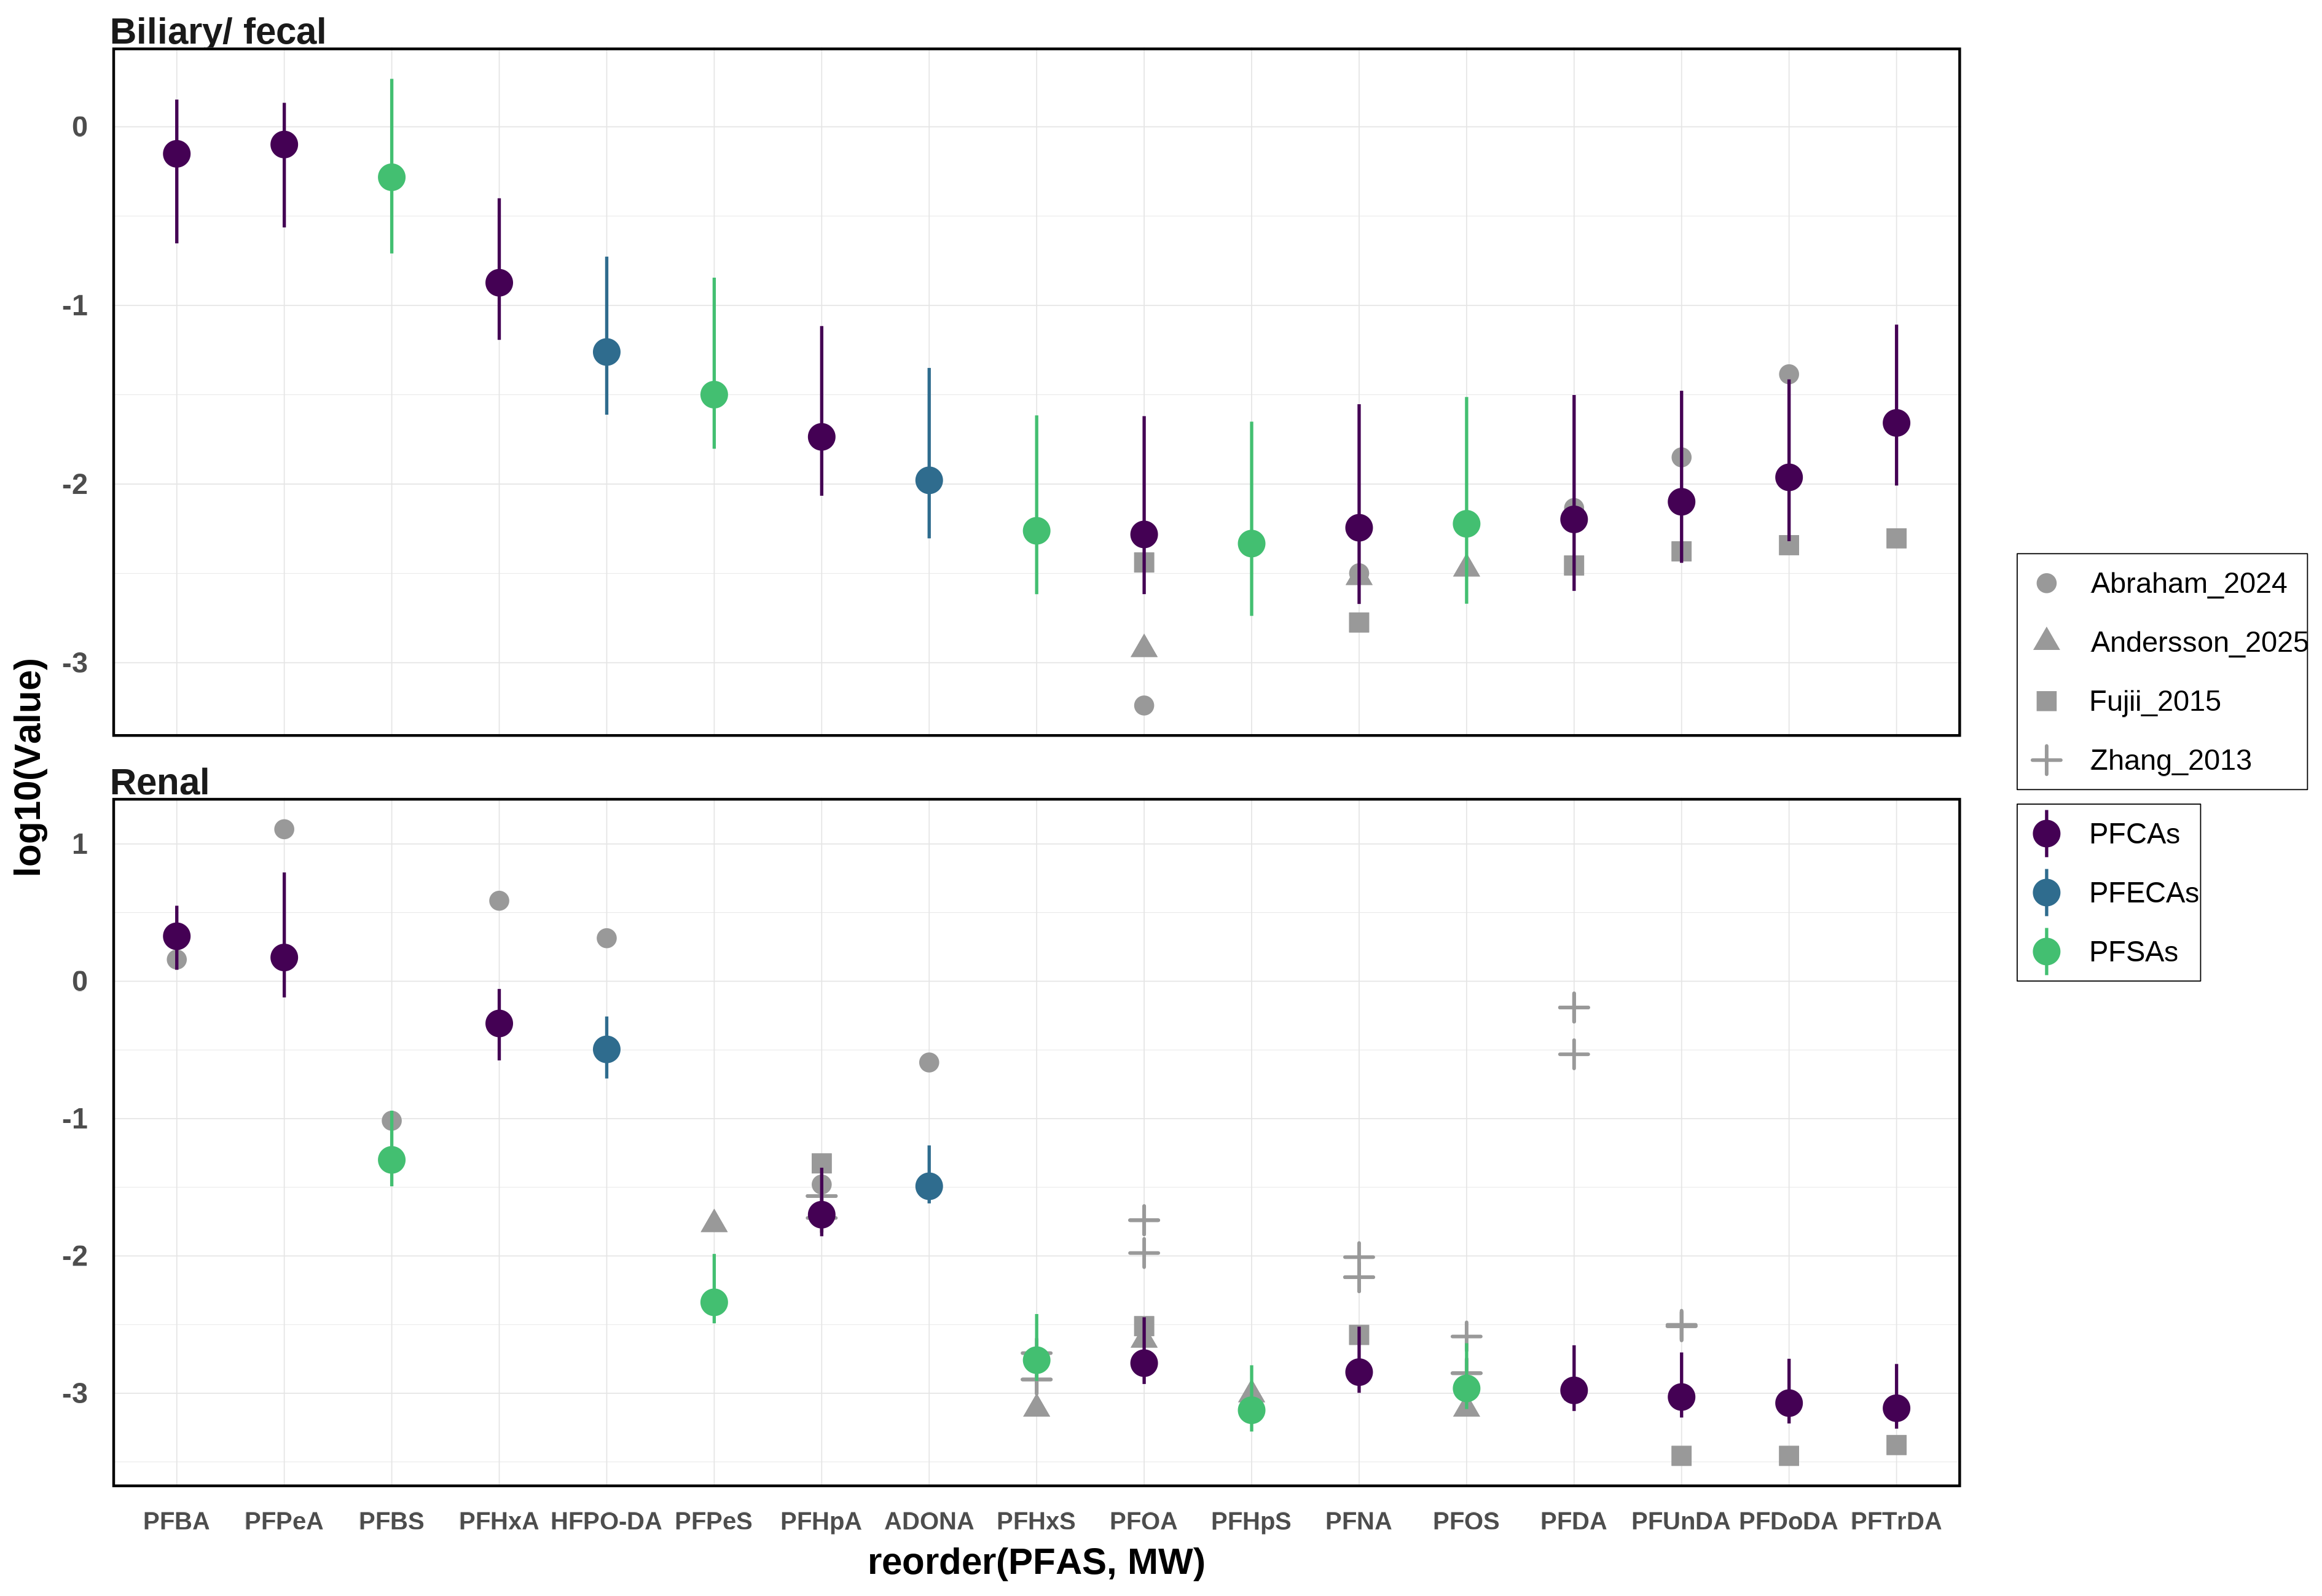 Biliary/ fecal
0
-1
-2
-3
log10(Value)
Renal
1
0
-1
-2
-3
PFBA PFPeA PFBS PFHxA HFPO-DA PFPeS PFHpA ADONA PFHxS PFOA PFHpS PFNA PFOS PFDA PFUnDA PFDoDA PFTrDA
reorder(PFAS, MW)
Abraham_2024
Andersson_2025
Fujii_2015
Zhang_2013
PFCAs
PFECAs
PFSAs